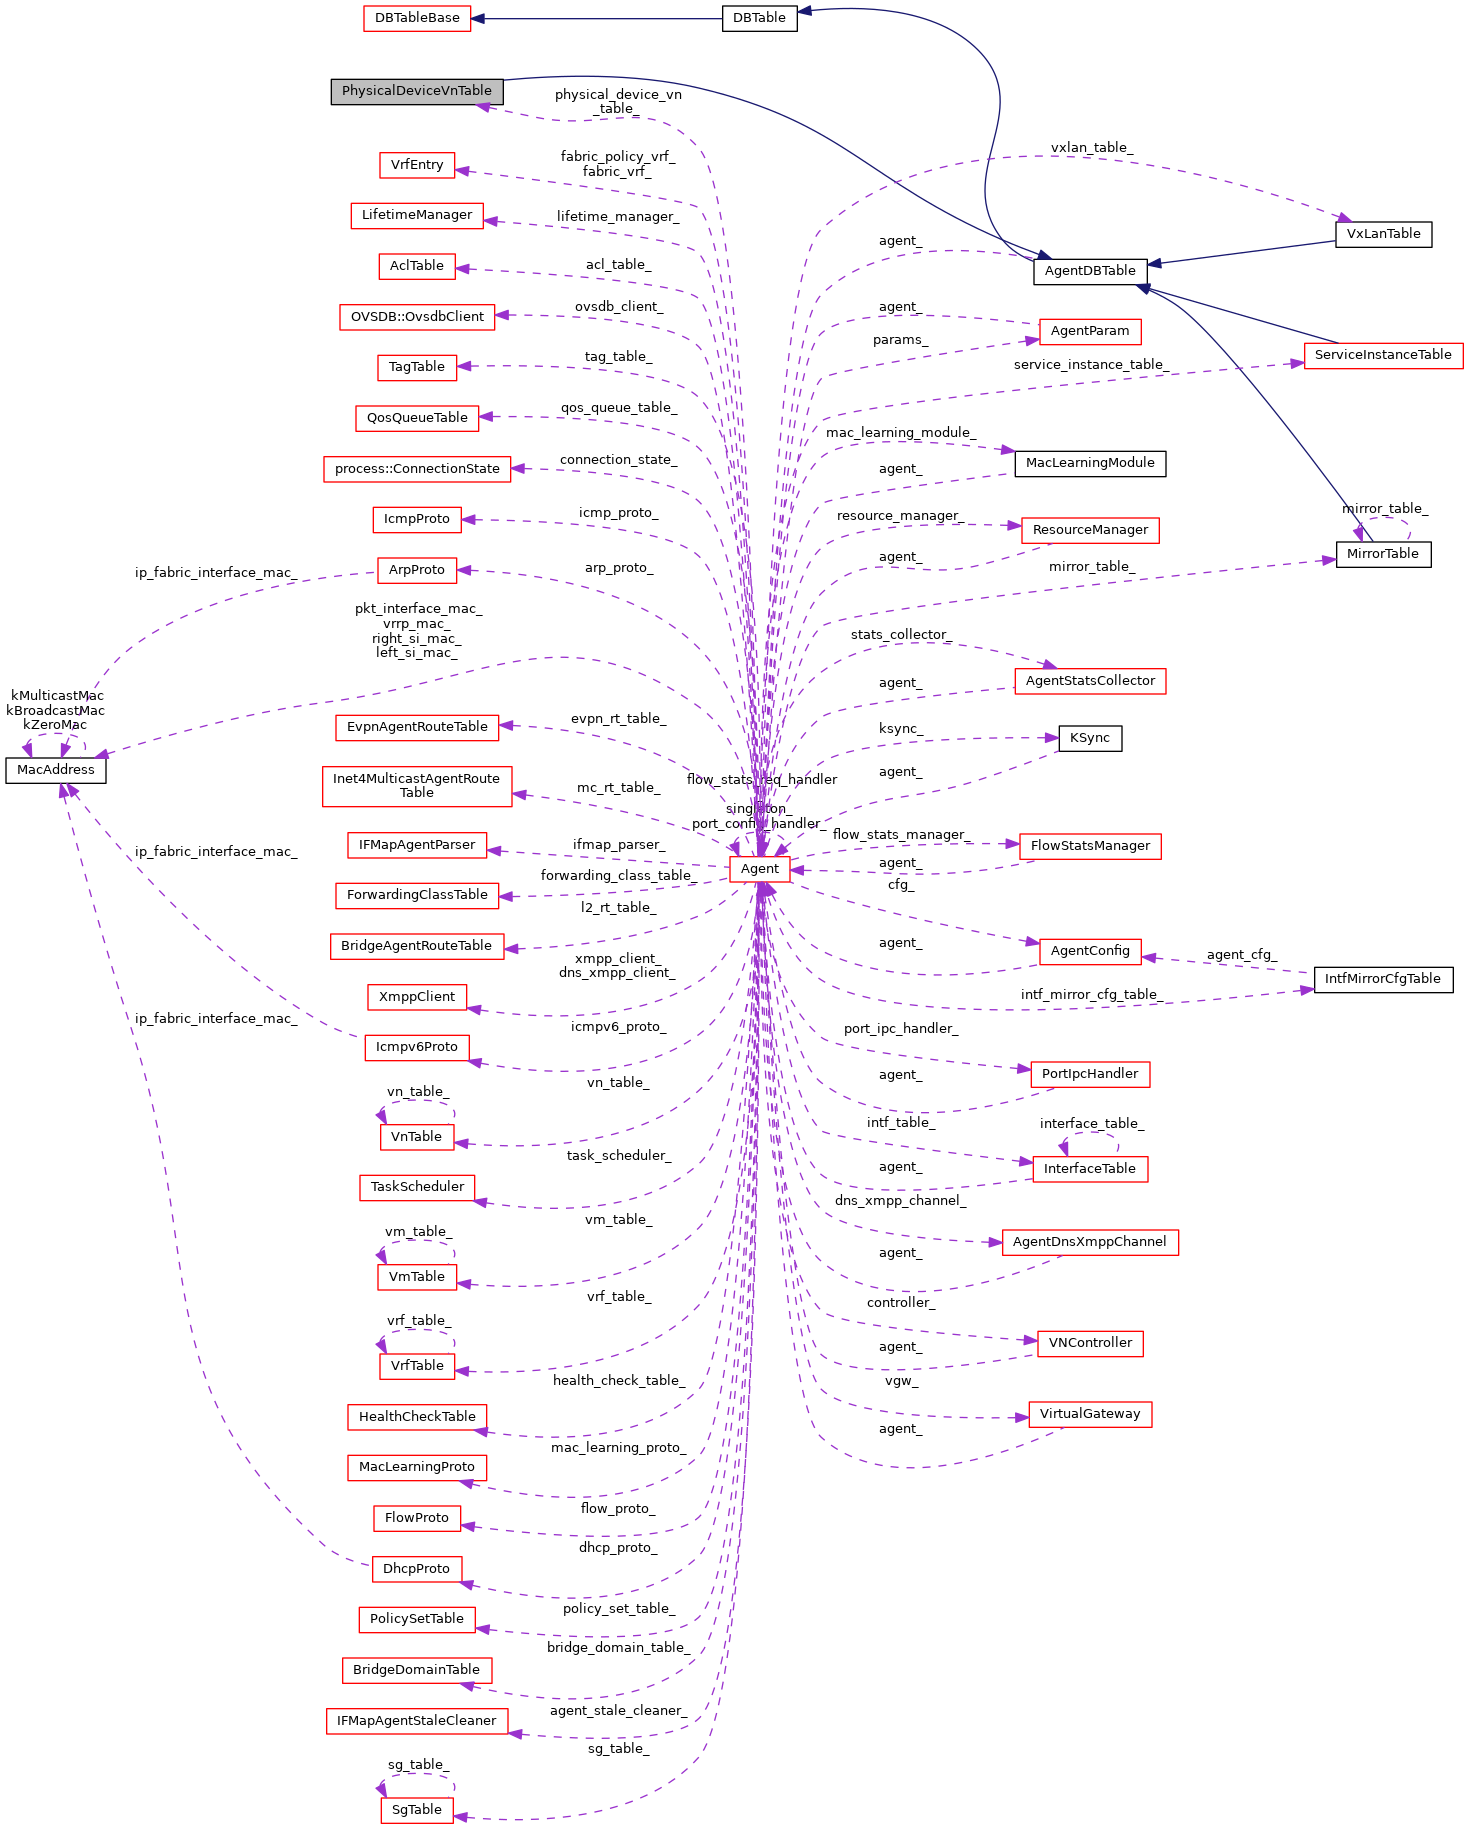 DBTableBase
DBTable
PhysicalDeviceVnTable
physical_device_vn
_table_
VrfEntry
fabric_policy_vrf_
fabric_vrf_
vxlan_table_
LifetimeManager
lifetime_manager_
VxLanTable
agent_
AclTable
acl_table_
AgentDBTable
OVSDB::OvsdbClient
ovsdb_client_
agent_
AgentParam
params_
TagTable
tag_table_
service_instance_table_
ServiceInstanceTable
QosQueueTable
qos_queue_table_
mac_learning_module_
process::ConnectionState
connection_state_
agent_
MacLearningModule
IcmpProto
icmp_proto_
resource_manager_
ResourceManager
mirror_table_
agent_
MirrorTable
ArpProto
ip_fabric_interface_mac_
arp_proto_
mirror_table_
pkt_interface_mac_
vrrp_mac_
right_si_mac_
left_si_mac_
stats_collector_
agent_
AgentStatsCollector
kMulticastMac
kBroadcastMac
kZeroMac
EvpnAgentRouteTable
evpn_rt_table_
ksync_
KSync
MacAddress
agent_
Inet4MulticastAgentRoute
Table
mc_rt_table_
flow_stats_req_handler
singleton_
port_config_handler_
IFMapAgentParser
ifmap_parser_
flow_stats_manager_
FlowStatsManager
ip_fabric_interface_mac_
agent_
Agent
ForwardingClassTable
forwarding_class_table_
cfg_
BridgeAgentRouteTable
l2_rt_table_
agent_
AgentConfig
agent_cfg_
IntfMirrorCfgTable
XmppClient
xmpp_client_
dns_xmpp_client_
intf_mirror_cfg_table_
ip_fabric_interface_mac_
icmpv6_proto_
port_ipc_handler_
Icmpv6Proto
agent_
PortIpcHandler
vn_table_
vn_table_
VnTable
intf_table_
interface_table_
InterfaceTable
agent_
TaskScheduler
task_scheduler_
dns_xmpp_channel_
vm_table_
vm_table_
VmTable
AgentDnsXmppChannel
agent_
vrf_table_
vrf_table_
VrfTable
controller_
VNController
agent_
health_check_table_
vgw_
HealthCheckTable
VirtualGateway
agent_
mac_learning_proto_
MacLearningProto
flow_proto_
FlowProto
dhcp_proto_
DhcpProto
policy_set_table_
PolicySetTable
bridge_domain_table_
BridgeDomainTable
agent_stale_cleaner_
IFMapAgentStaleCleaner
sg_table_
sg_table_
SgTable